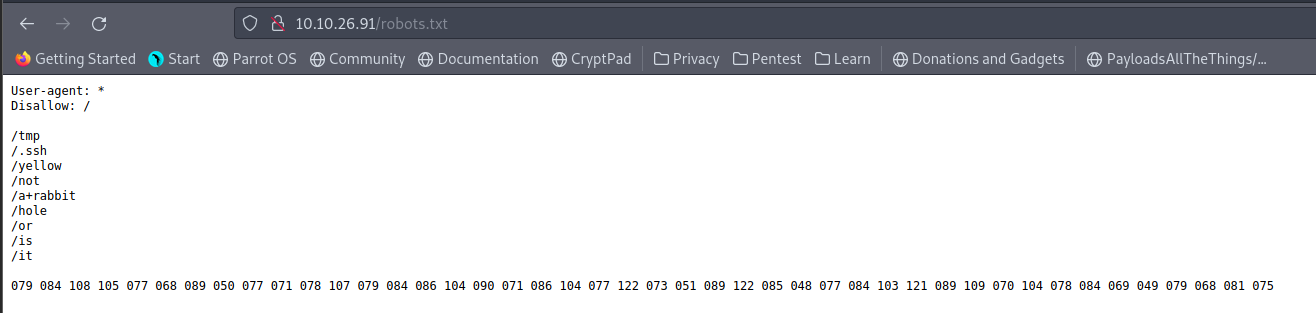 10.10.26.91/robots.txt
Getting Started Start Parrot OS Community Documentation CryptPad Privacy Pentest Learn Donations and Gadgets PayloadsAllTheThings/...
User-agent: *
Disallow: /
/tmp
/.ssh
/yellow
/not
/a+rabbit
/hole
/or
/is
/it
079 084 108 105 077 068 089 050 077 071 078 107 079 084 086 104 090 071 086 104 077 122 073 051 089 122 085 048 077 084 103 121 089 109 070 104 078 084 069 049 079 068 081 075